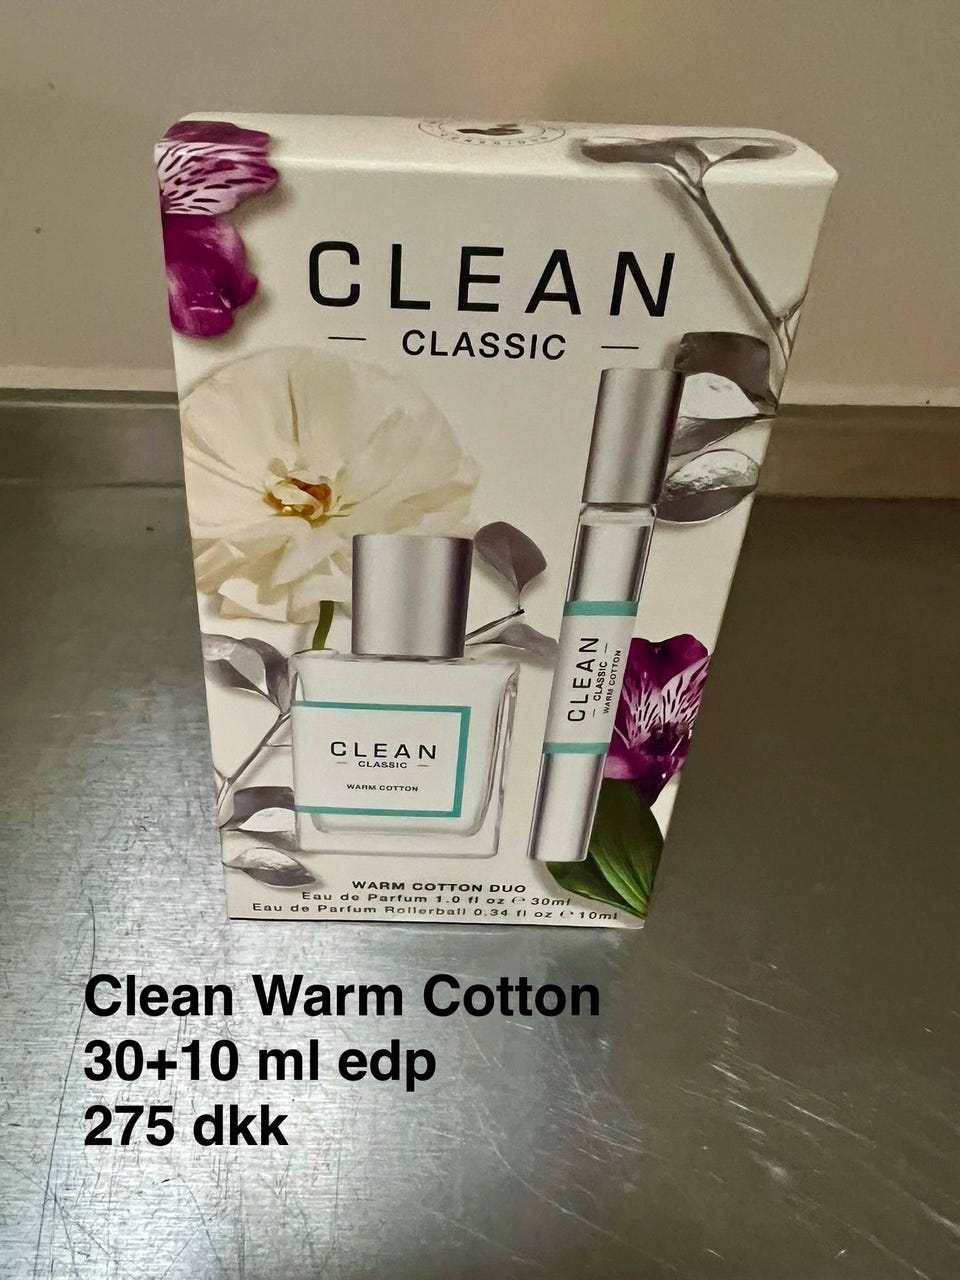 CLEAN
— CLASSIC —
CLEAN
— CLASSIC —
WARM COTTON
CLEAN
— CLASSIC —
WARM COTTON
WARM COTTON DUO
Eau de Parfum 1.0 fl oz ℮ 30ml
Eau de Parfum Rollerball 0.34 fl oz ℮ 10ml
Clean Warm Cotton
30+10 ml edp
275 dkk